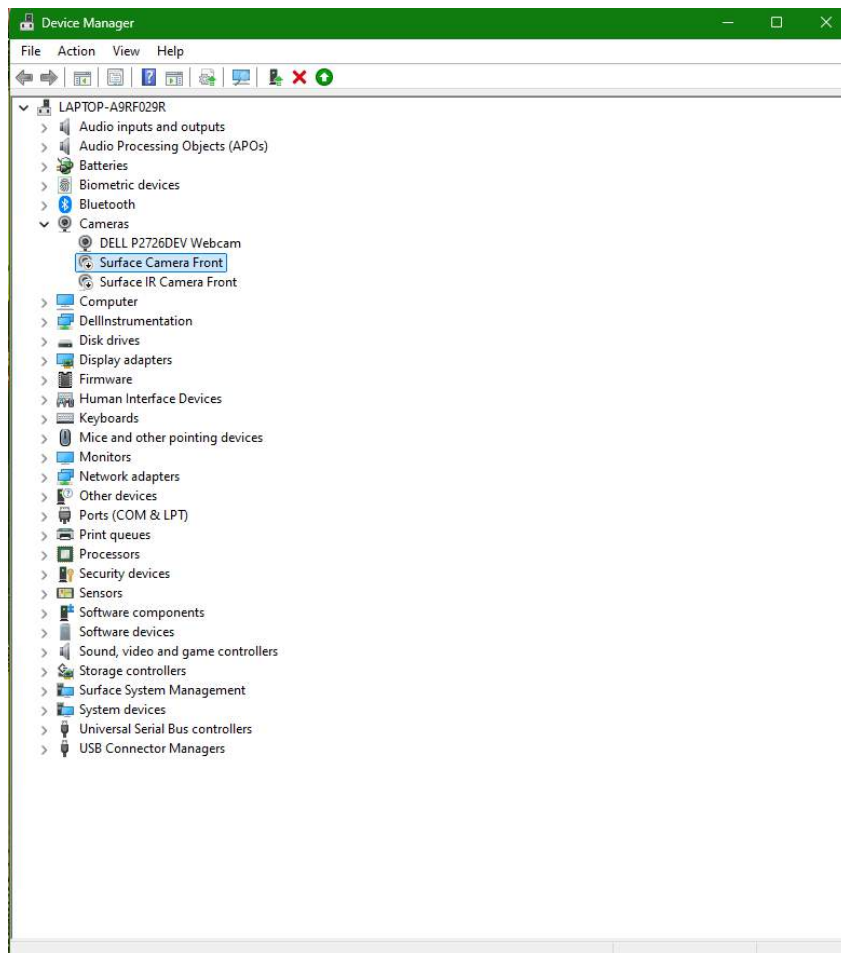 Device Manager
File Action View Help
LAPTOP-A9RF029R
Audio inputs and outputs
Audio Processing Objects (APOs)
Batteries
Biometric devices
Bluetooth
Cameras
DELL P2726DEV Webcam
Surface Camera Front
Surface IR Camera Front
Computer
DellInstrumentation
Disk drives
Display adapters
Firmware
Human Interface Devices
Keyboards
Mice and other pointing devices
Monitors
Network adapters
Other devices
Ports (COM & LPT)
Print queues
Processors
Security devices
Sensors
Software components
Software devices
Sound, video and game controllers
Storage controllers
Surface System Management
System devices
Universal Serial Bus controllers
USB Connector Managers